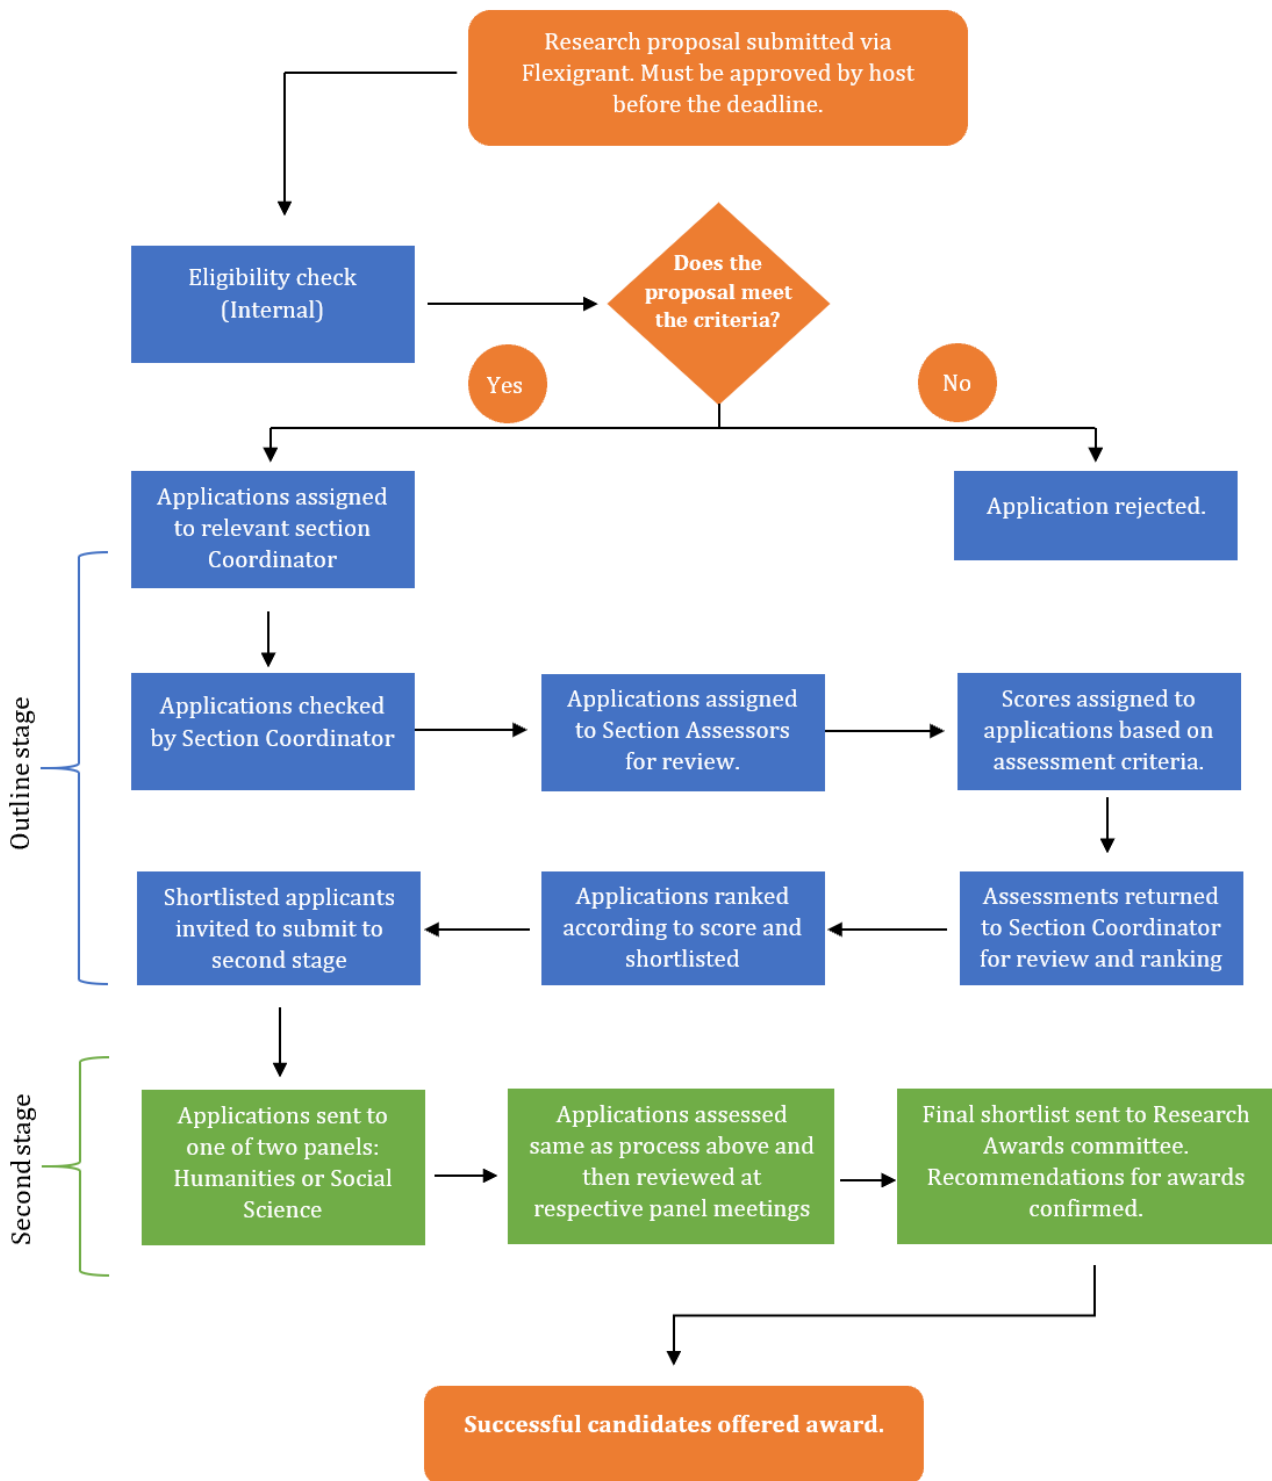 Research proposal submitted via
Flexigrant. Must be approved by host
before the deadline.
Eligibility check
(Internal)
Does the
proposal meet
the criteria?
Yes
No
Applications assigned
to relevant section
Coordinator
Application rejected.
Outline stage
Applications checked
by Section Coordinator
Applications assigned
to Section Assessors
for review.
Scores assigned to
applications based on
assessment criteria.
Shortlisted applicants
invited to submit to
second stage
Applications ranked
according to score and
shortlisted
Assessments returned
to Section Coordinator
for review and ranking
Second stage
Applications sent to
one of two panels:
Humanities or Social
Science
Applications assessed
same as process above and
then reviewed at
respective panel meetings
Final shortlist sent to Research
Awards committee.
Recommendations for awards
confirmed.
Successful candidates offered award.